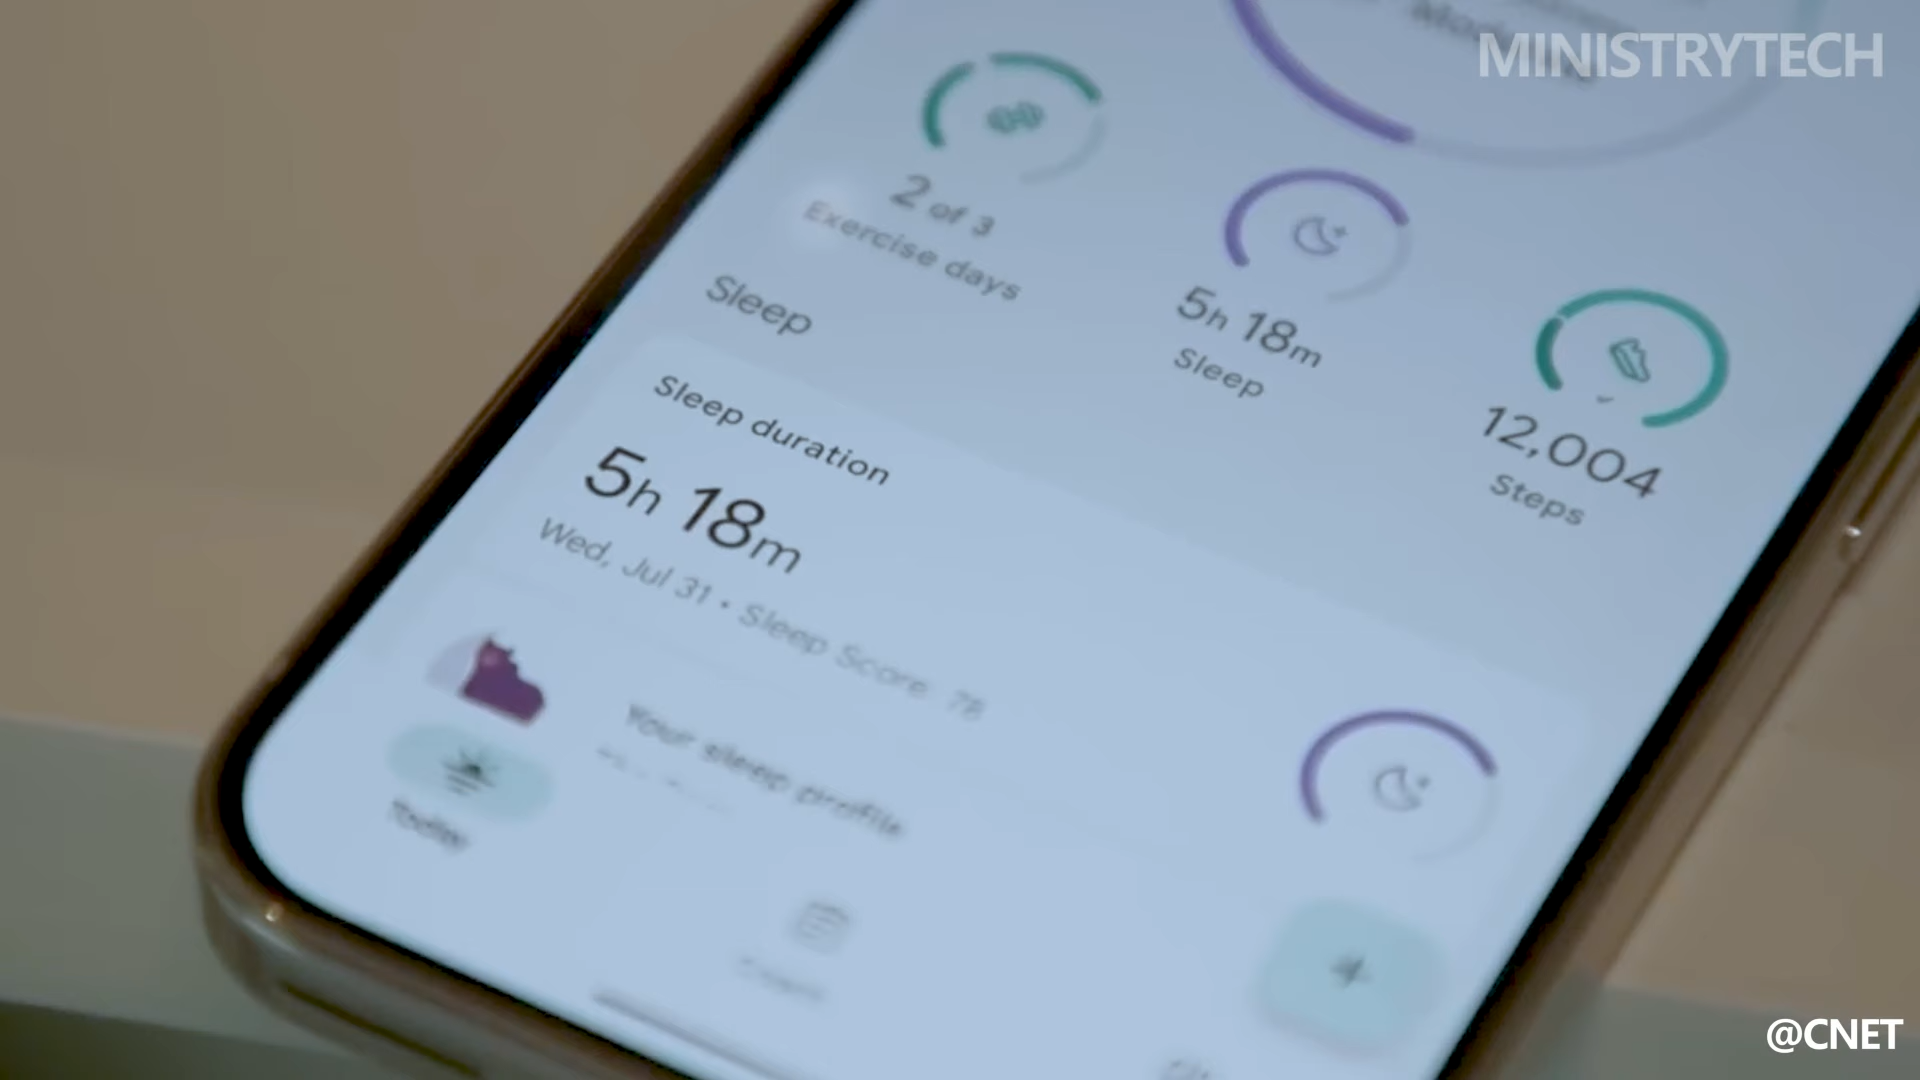 MINISTRYTECH
2 of 3
Exercise days
5h 18m
Sleep
12,004
Steps
Sleep
Sleep duration
5h 18m
Wed, Jul 31 • Sleep Score 78
Your sleep profile
Today
@CNET